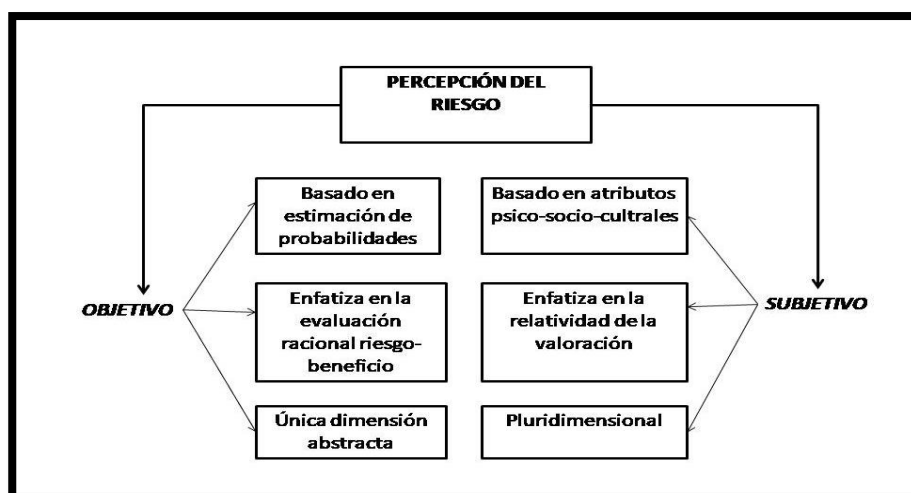 PERCEPCIÓN DEL
RIESGO
Basado en
estimación de
probabilidades
Basado en atributos
psico-socio-cultrales
OBJETIVO
Enfatiza en la
evaluación
racional riesgo-
beneficio
Enfatiza en la
relatividad de la
valoración
SUBJETIVO
Única dimensión
abstracta
Pluridimensional